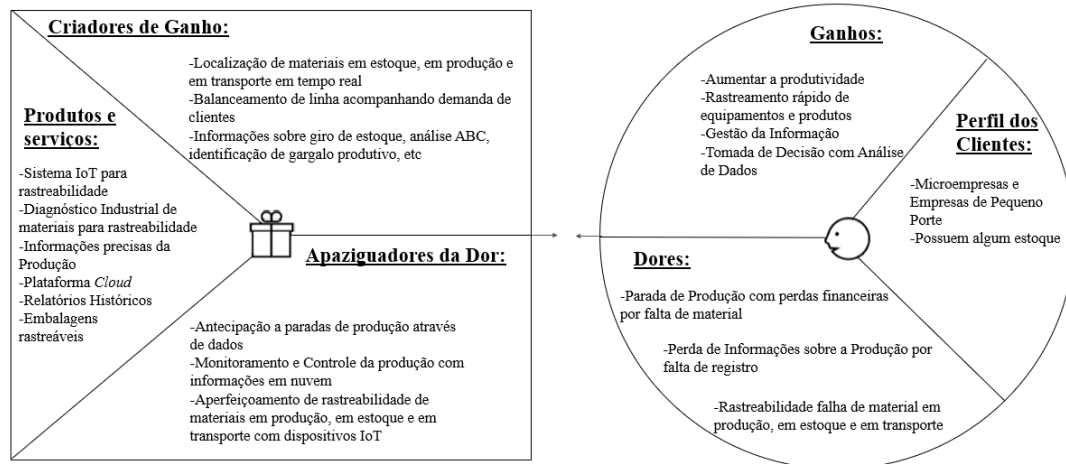 Criadores de Ganho:
-Localização de materiais em estoque, em produção e
em transporte em tempo real
-Balanceamento de linha acompanhando demanda de
clientes
-Informações sobre giro de estoque, análise ABC,
identificação de gargalo produtivo, etc
Produtos e
serviços:
-Sistema IoT para
rastreabilidade
-Diagnóstico Industrial de
materiais para rastreabilidade
-Informações precisas da
Produção
-Plataforma Cloud
-Relatórios Históricos
-Embalagens
rastreáveis
Apaziguadores da Dor:
-Antecipação a paradas de produção através
de dados
-Monitoramento e Controle da produção com
informações em nuvem
-Aperfeiçoamento de rastreabilidade de
materiais em produção, em estoque e em
transporte com dispositivos IoT
Ganhos:
-Aumentar a produtividade
-Rastreamento rápido de
equipamentos e produtos
-Gestão da Informação
-Tomada de Decisão com Análise
de Dados
Perfil dos
Clientes:
-Microempresas e
Empresas de Pequeno
Porte
-Possuem algum estoque
Dores:
-Parada de Produção com perdas financeiras
por falta de material
-Perda de Informações sobre a Produção por
falta de registro
-Rastreabilidade falha de material em
produção, em estoque e em transporte